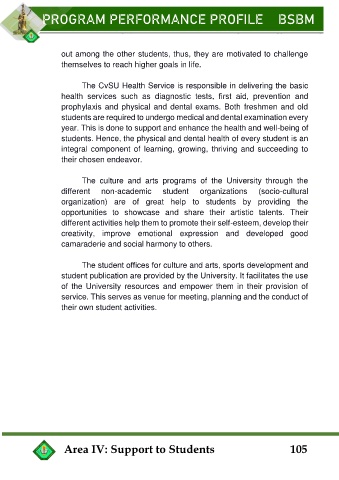 PROGRAM PERFORMANCE PROFILE BSBM
out among the other students, thus, they are motivated to challenge
themselves to reach higher goals in life.
The CvSU Health Service is responsible in delivering the basic
health services such as diagnostic tests, first aid, prevention and
prophylaxis and physical and dental exams. Both freshmen and old
students are required to undergo medical and dental examination every
year. This is done to support and enhance the health and well-being of
students. Hence, the physical and dental health of every student is an
integral component of learning, growing, thriving and succeeding to
their chosen endeavor.
The culture and arts programs of the University through the
different non-academic student organizations (socio-cultural
organization) are of great help to students by providing the
opportunities to showcase and share their artistic talents. Their
different activities help them to promote their self-esteem, develop their
creativity, improve emotional expression and developed good
camaraderie and social harmony to others.
The student offices for culture and arts, sports development and
student publication are provided by the University. It facilitates the use
of the University resources and empower them in their provision of
service. This serves as venue for meeting, planning and the conduct of
their own student activities.
Area IV: Support to Students 105